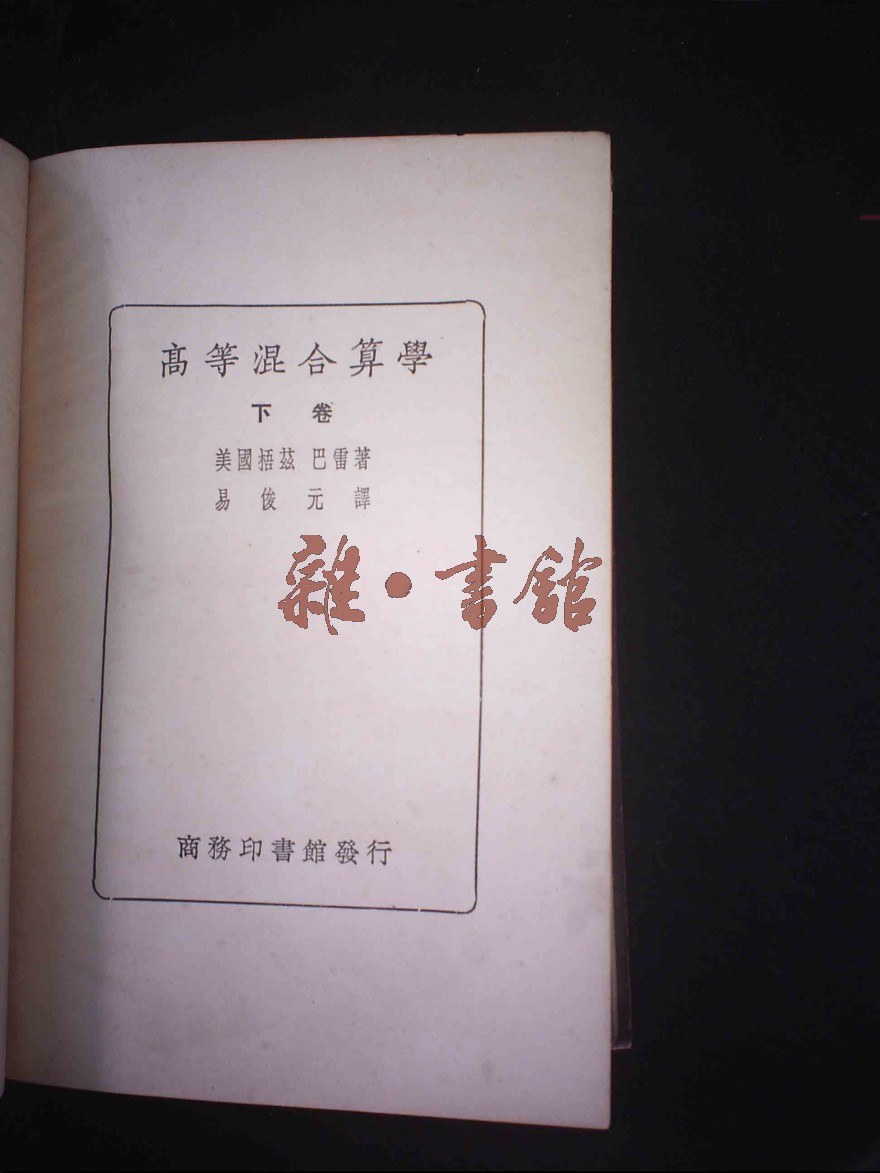 高等混合算學
下卷
美國梧茲 巴雷著
易俊元譯
雜·書館
商務印書館發行